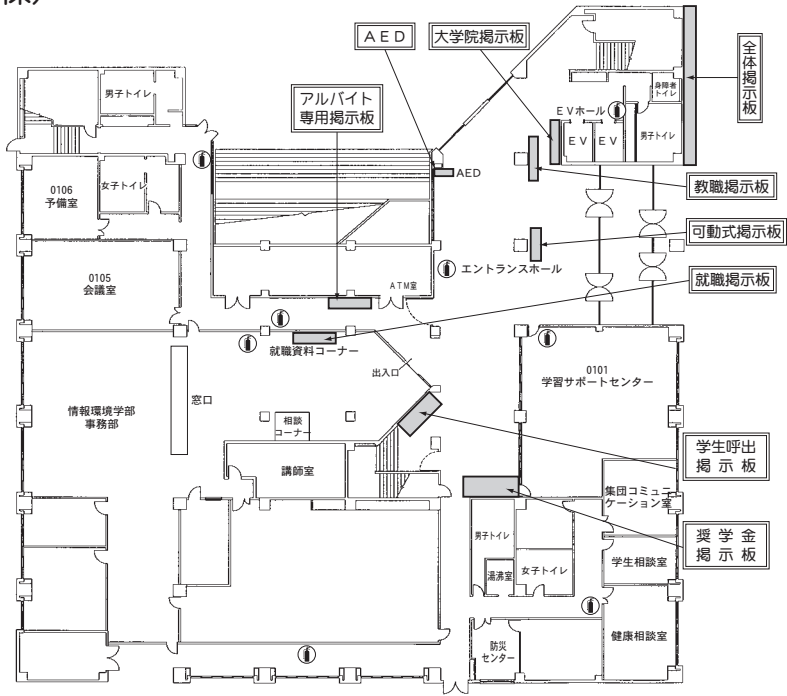 AED
大学院掲示板
全体掲示板
アルバイト
専用掲示板
男子トイレ
身障者
トイレ
EVホール
EV
EV
男子トイレ
0106
予備室
女子トイレ
AED
教職掲示板
可動式掲示板
エントランスホール
0105
会議室
ATM室
就職掲示板
就職資料コーナー
出入口
0101
学習サポートセンター
情報環境学部
事務部
窓口
相談
コーナー
学生呼出
掲示板
講師室
集団コミュニ
ケーション室
奨学金
掲示板
男子トイレ
湯沸室
女子トイレ
学生相談室
防災
センター
健康相談室